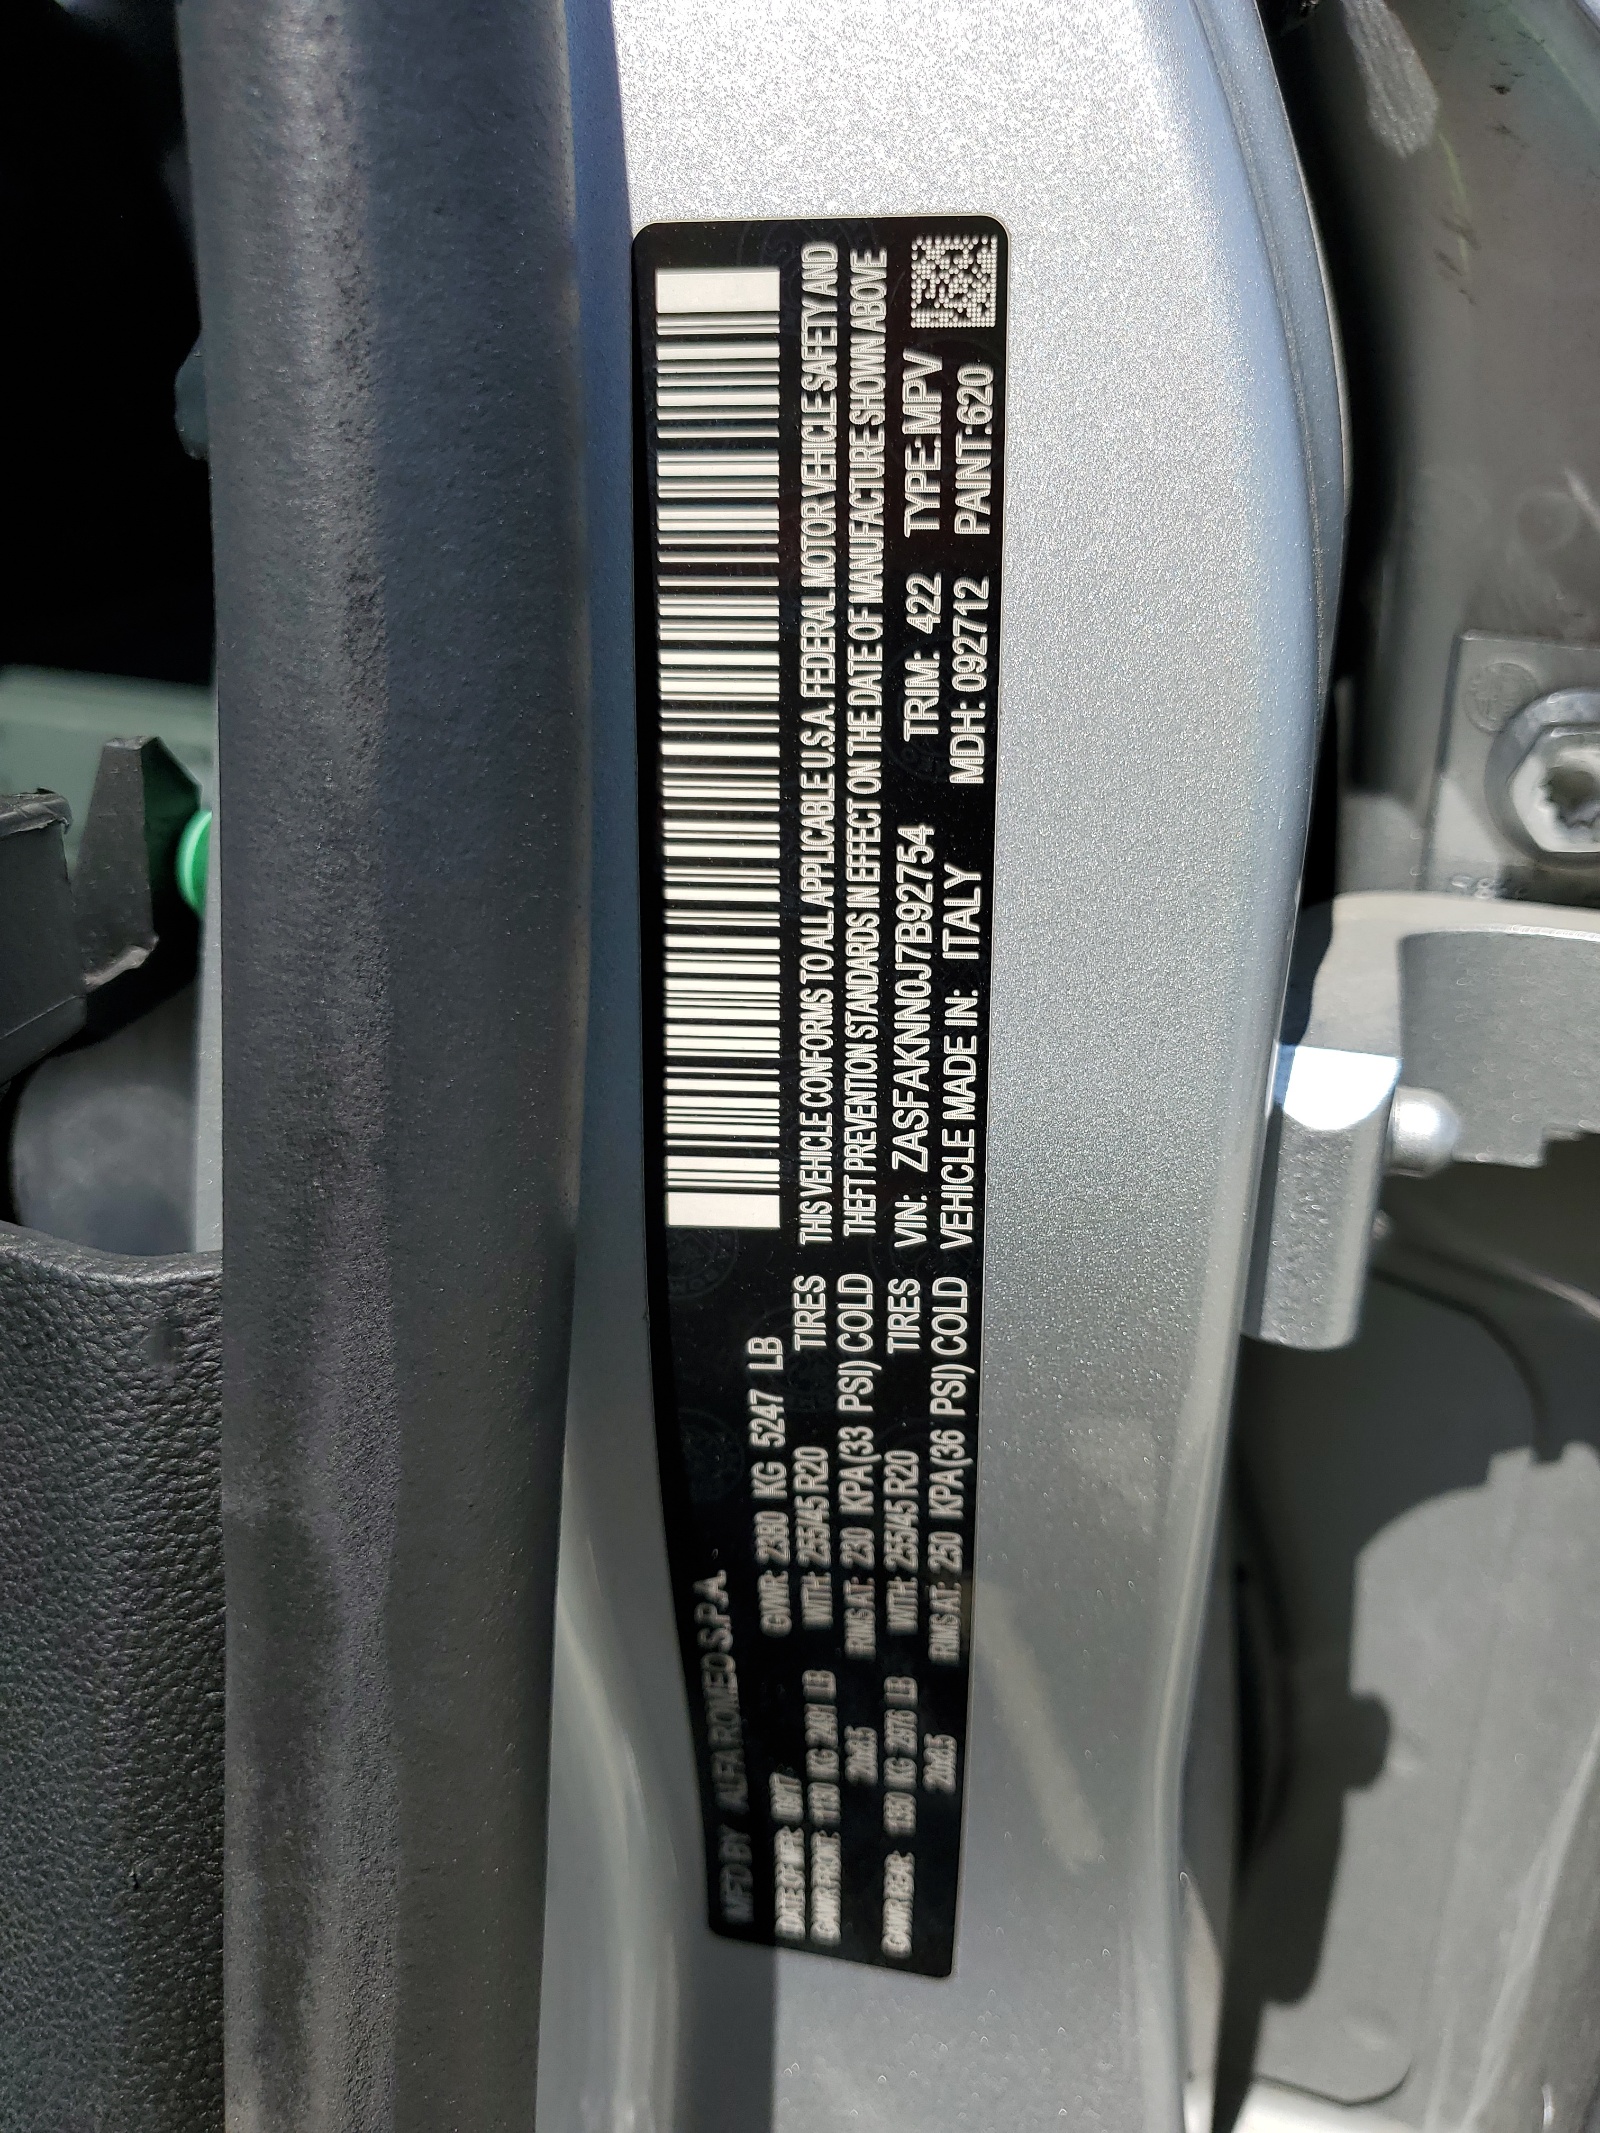 MFD BY ALFA ROMEO S.P.A.
DATE OF MFR: GVWR: 2380 KG 5247 LB
GAWR FRONT: 1130 KG 2491 LB WITH: 255/45 R20 TIRES
20x8.5 RIMS AT: 230 KPA(33 PSI) COLD
GAWR REAR: 1350 KG 2976 LB WITH: 255/45 R20 TIRES
20x8.5 RIMS AT: 250 KPA(36 PSI) COLD
THIS VEHICLE CONFORMS TO ALL APPLICABLE U.S.A. FEDERAL MOTOR VEHICLE SAFETY AND
THEFT PREVENTION STANDARDS IN EFFECT ON THE DATE OF MANUFACTURE SHOWN ABOVE
VIN: ZASFAKNN0J7B92754 TRIM: 422 TYPE:MPV
VEHICLE MADE IN: ITALY MDH: 092712 PAINT:620